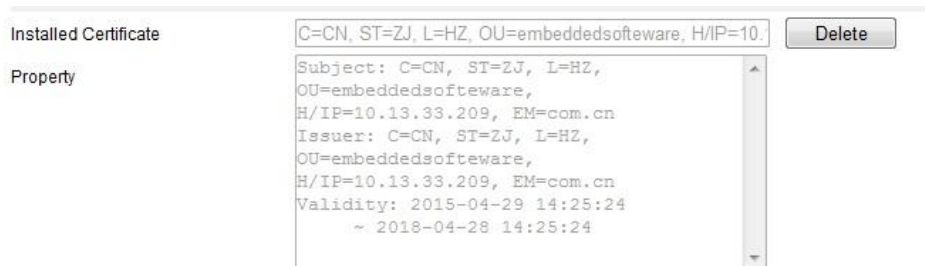 Installed Certificate C=CN, ST=ZJ, L=HZ, OU=embeddedsofteware, H/IP=10. Delete
Property
Subject: C=CN, ST=ZJ, L=HZ,
OU=embeddedsofteware,
H/IP=10.13.33.209, EM=com.cn
Issuer: C=CN, ST=ZJ, L=HZ,
OU=embeddedsofteware,
H/IP=10.13.33.209, EM=com.cn
Validity: 2015-04-29 14:25:24
~ 2018-04-28 14:25:24